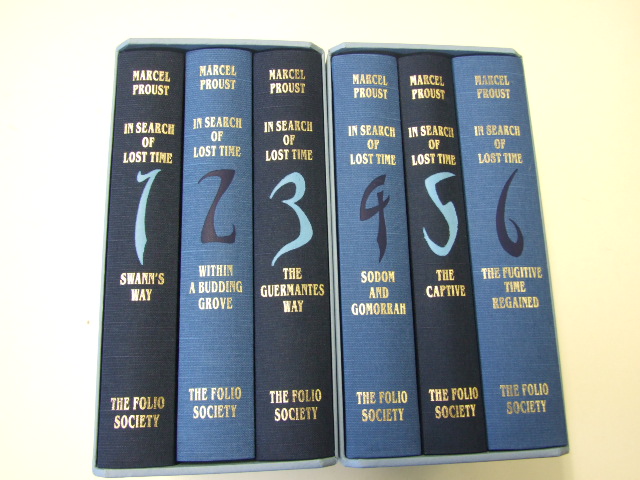 MARCEL
PROUST
IN SEARCH
OF
LOST TIME
1
SWANN'S
WAY
THE FOLIO
SOCIETY
MARCEL
PROUST
IN SEARCH
OF
LOST TIME
2
WITHIN
A BUDDING
GROVE
THE FOLIO
SOCIETY
MARCEL
PROUST
IN SEARCH
OF
LOST TIME
3
THE
GUERMANTES
WAY
THE FOLIO
SOCIETY
MARCEL
PROUST
IN SEARCH
OF
LOST TIME
4
SODOM
AND
GOMORRAH
THE FOLIO
SOCIETY
MARCEL
PROUST
IN SEARCH
OF
LOST TIME
5
THE
CAPTIVE
THE FOLIO
SOCIETY
MARCEL
PROUST
IN SEARCH
OF
LOST TIME
6
THE FUGITIVE
TIME
REGAINED
THE FOLIO
SOCIETY